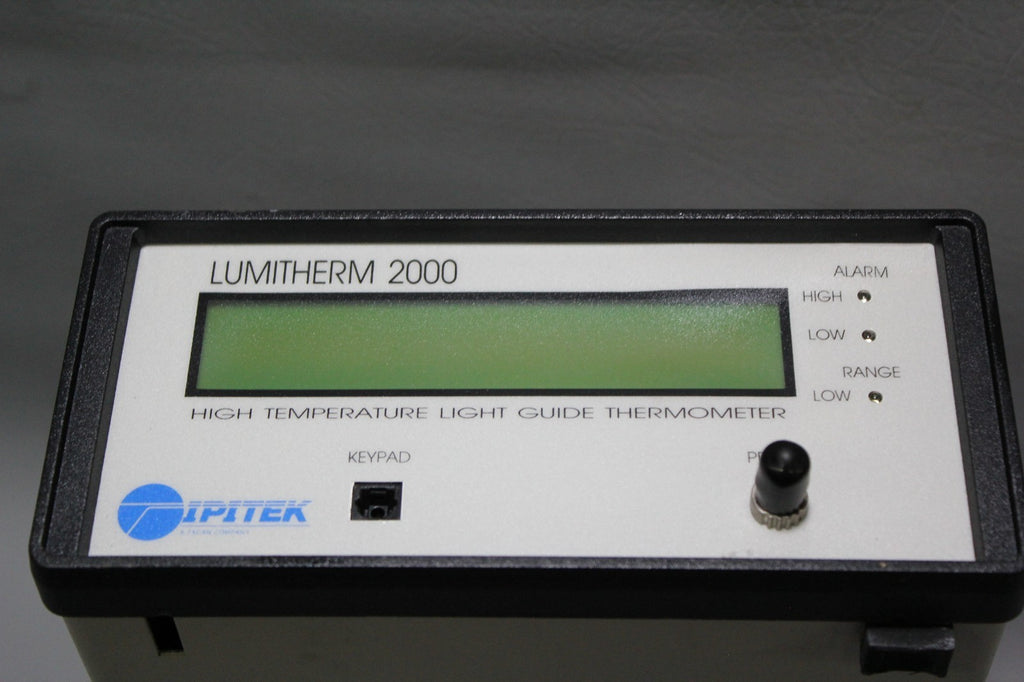 LUMITHERM 2000
ALARM
HIGH
LOW
RANGE
LOW
HIGH TEMPERATURE LIGHT GUIDE THERMOMETER
KEYPAD
IPITEK